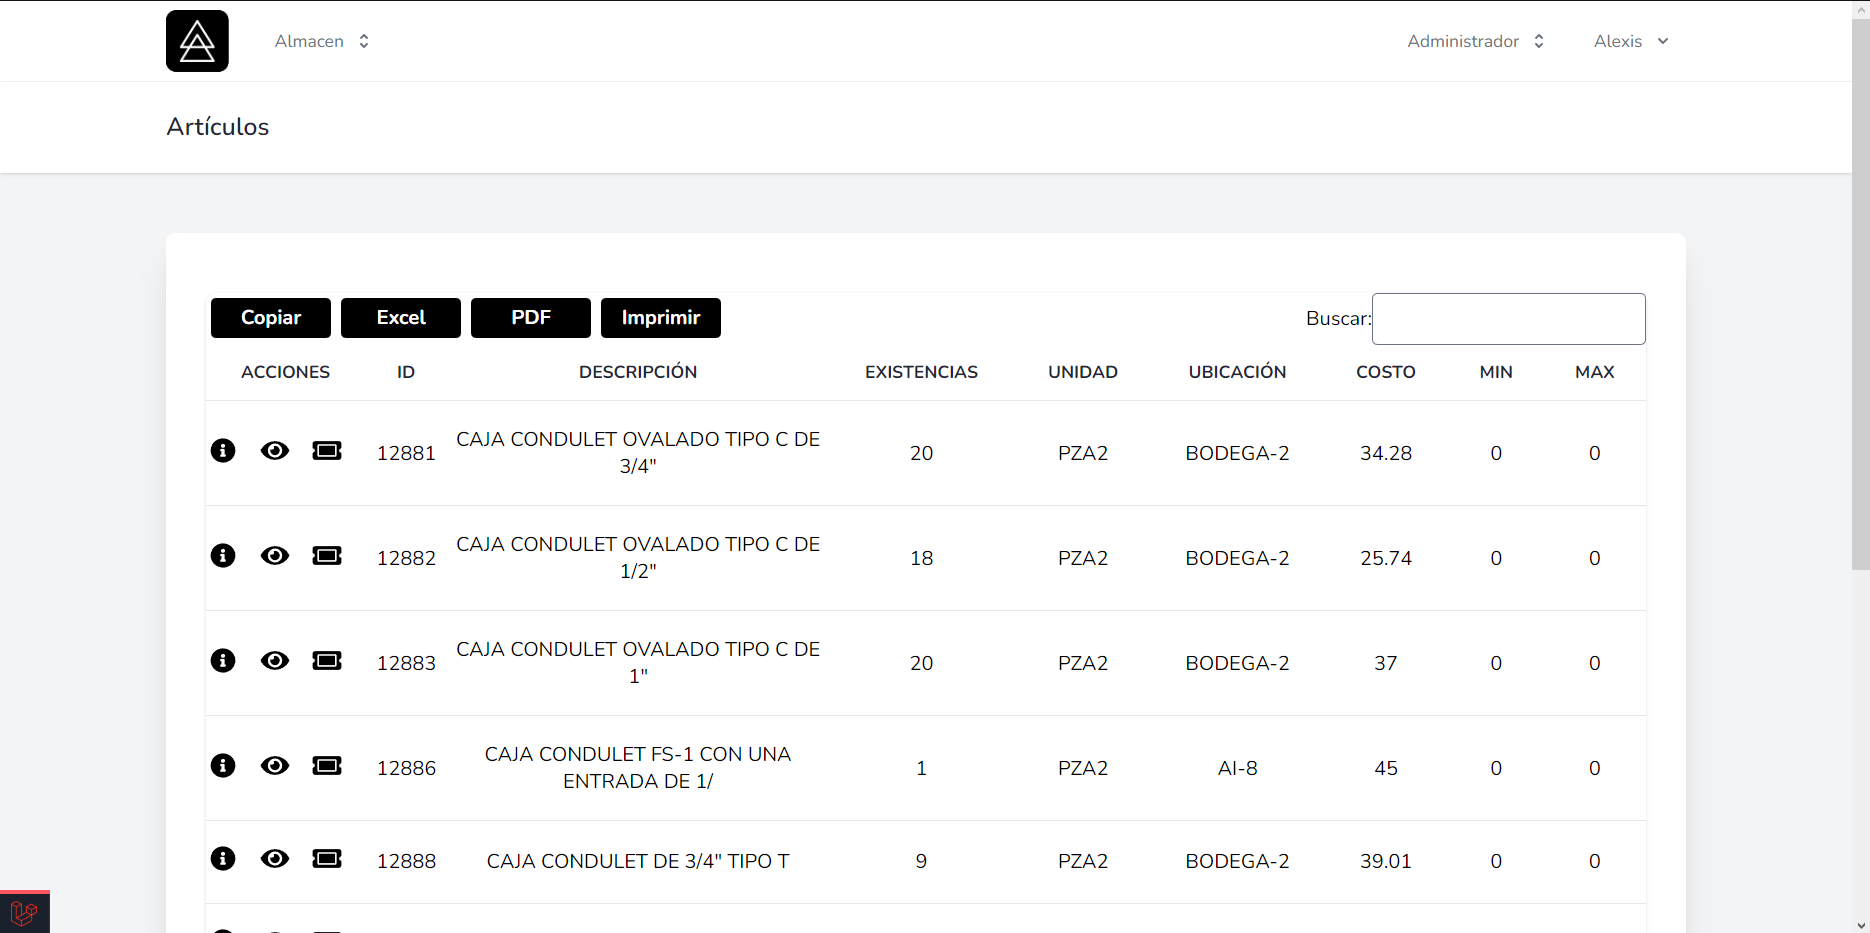 Almacen
Administrador
Alexis
Artículos
Copiar Excel PDF Imprimir
Buscar:
ACCIONES ID DESCRIPCIÓN EXISTENCIAS UNIDAD UBICACIÓN COSTO MIN MAX
12881 CAJA CONDULET OVALADO TIPO C DE 3/4" 20 PZA2 BODEGA-2 34.28 0 0
12882 CAJA CONDULET OVALADO TIPO C DE 1/2" 18 PZA2 BODEGA-2 25.74 0 0
12883 CAJA CONDULET OVALADO TIPO C DE 1" 20 PZA2 BODEGA-2 37 0 0
12886 CAJA CONDULET FS-1 CON UNA ENTRADA DE 1/ 1 PZA2 AI-8 45 0 0
12888 CAJA CONDULET DE 3/4" TIPO T 9 PZA2 BODEGA-2 39.01 0 0